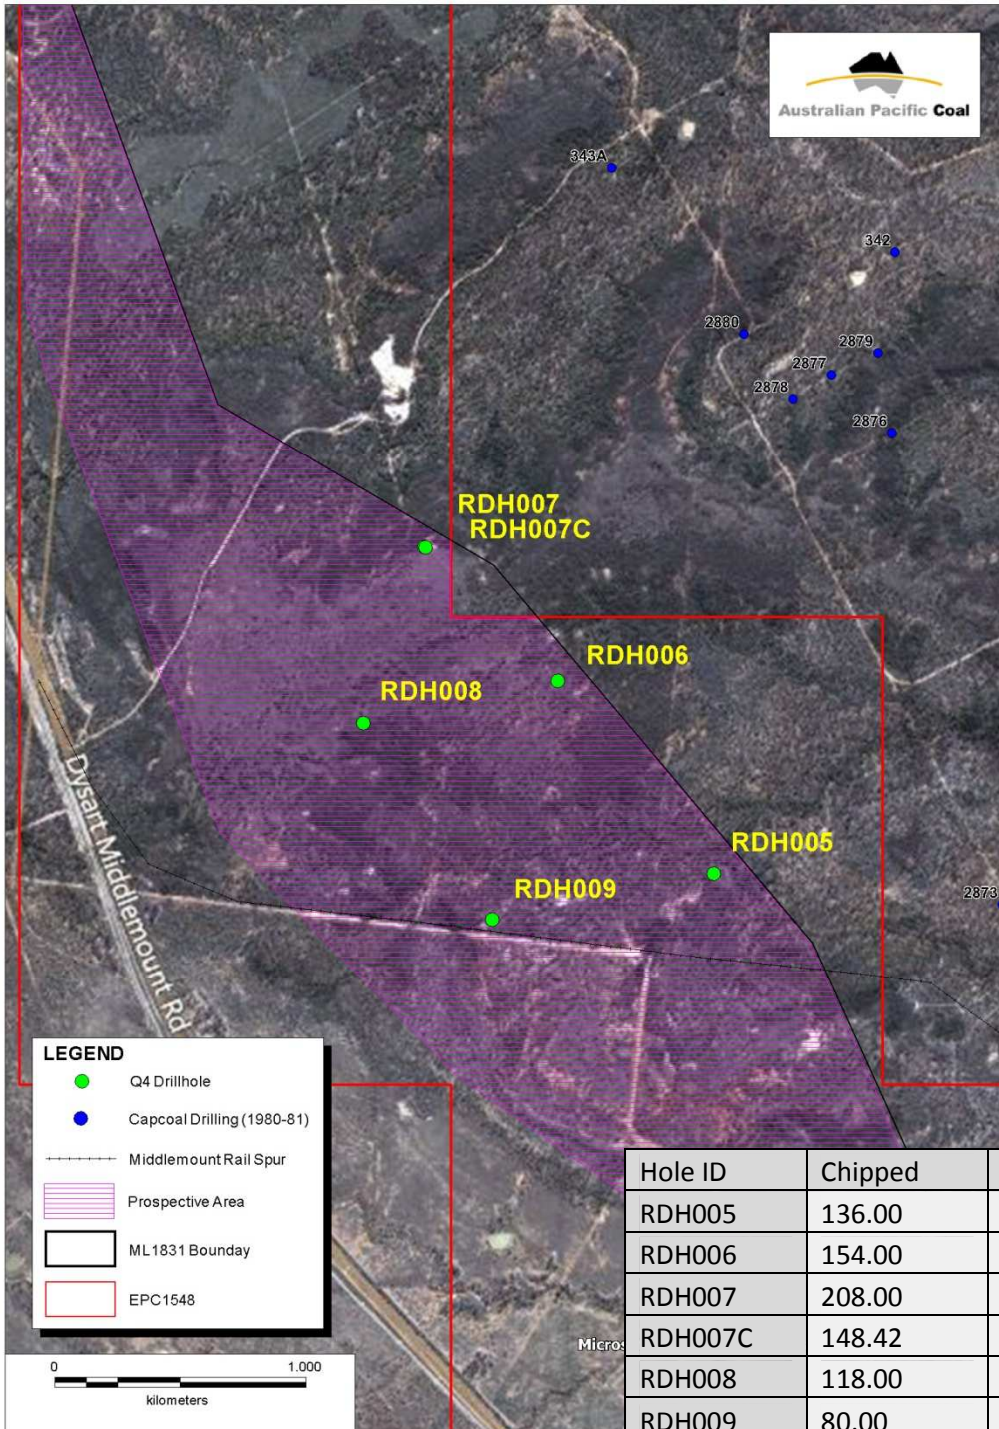 Australian Pacific Coal
343A
342
2880
2879
2877
2878
2876
RDH007
RDH007C
RDH006
RDH008
RDH005
RDH009
2873
Dysart Middlemount Rd
LEGEND
Q4 Drillhole
Capcoal Drilling (1980-81)
Middlemount Rail Spur
Prospective Area
ML1831 Bounday
EPC1548
0 1.000
kilometers
Micros
Hole ID Chipped
RDH005 136.00
RDH006 154.00
RDH007 208.00
RDH007C 148.42
RDH008 118.00
RDH009 80.00